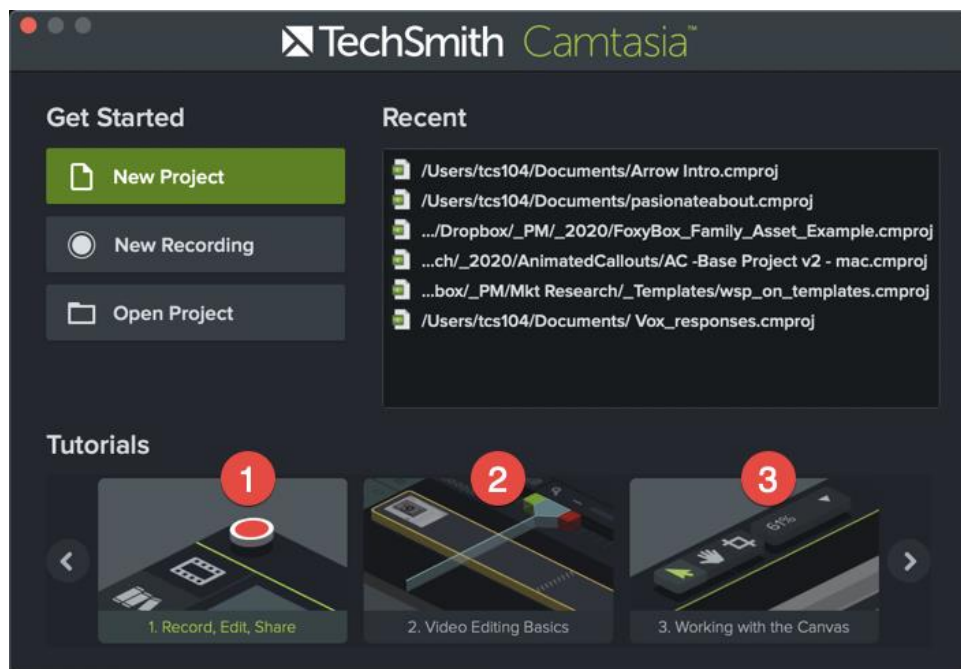 TechSmith Camtasia™
Get Started
New Project
New Recording
Open Project
Recent
/Users/tcs104/Documents/Arrow Intro.cmproj
/Users/tcs104/Documents/pasionateabout.cmproj
.../Dropbox/_PM/_2020/FoxyBox_Family_Asset_Example.cmproj
...ch/_2020/AnimatedCallouts/AC -Base Project v2 - mac.cmproj
...box/_PM/Mkt Research/_Templates/wsp_on_templates.cmproj
/Users/tcs104/Documents/ Vox_responses.cmproj
Tutorials
1
2
3
61%
1. Record, Edit, Share
2. Video Editing Basics
3. Working with the Canvas